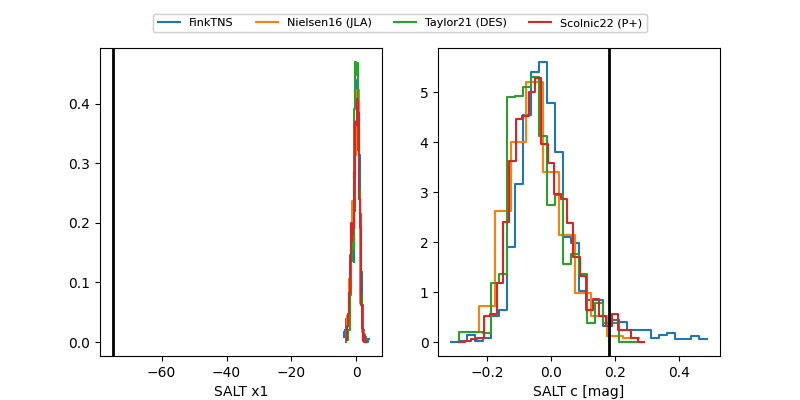 FinkTNS Nielsen16 (JLA) Taylor21 (DES) Scolnic22 (P+)
0.4
0.3
0.2
0.1
0.0
−60 −40 −20 0
SALT x1
5
4
3
2
1
0
−0.2 0.0 0.2 0.4
SALT c [mag]